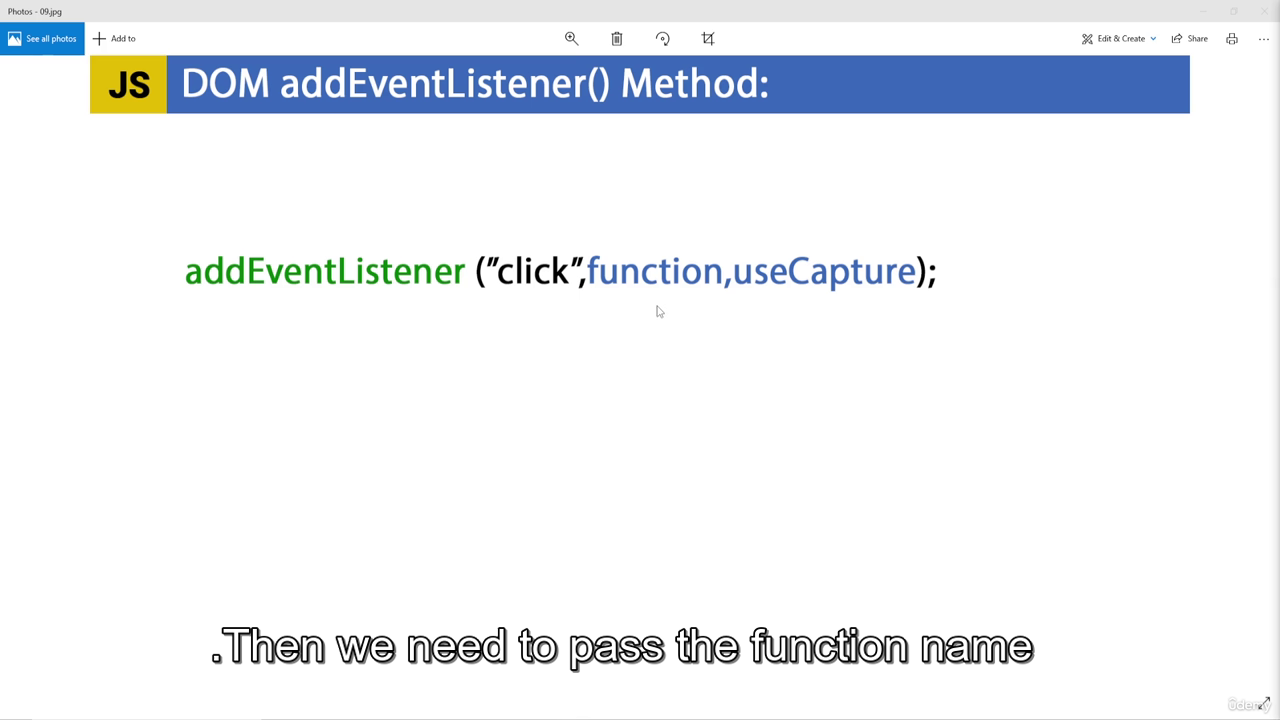 Photos - 09.jpg
See all photos
Add to
Edit & Create
Share
JS
DOM addEventListener() Method:
addEventListener ("click",function,useCapture);
.Then we need to pass the function name
ûdemy